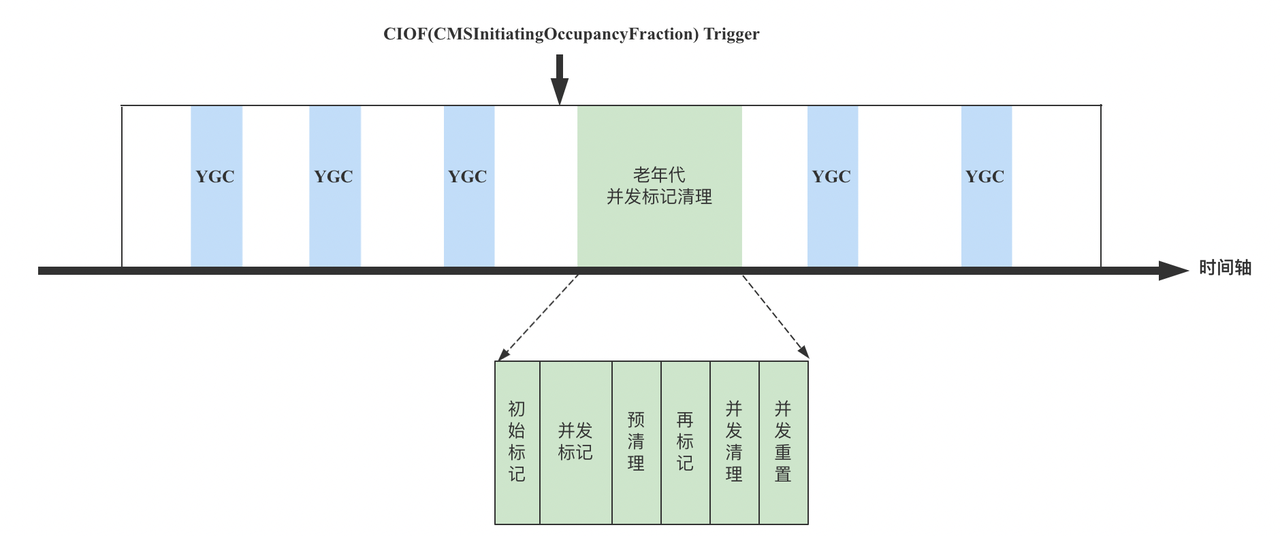 CIOF(CMSInitiatingOccupancyFraction) Trigger
YGC
YGC
YGC
老年代
并发标记清理
YGC
YGC
时间轴
初始标记
并发
标记
预清理
再标记
并发清理
并发重置